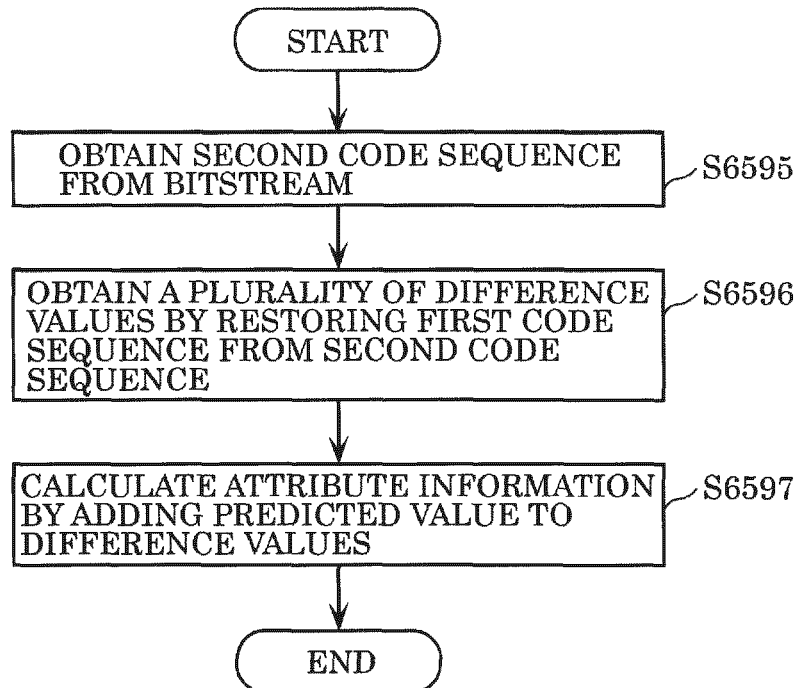 START
OBTAIN SECOND CODE SEQUENCE
FROM BITSTREAM
S6595
OBTAIN A PLURALITY OF DIFFERENCE
VALUES BY RESTORING FIRST CODE
SEQUENCE FROM SECOND CODE
SEQUENCE
S6596
CALCULATE ATTRIBUTE INFORMATION
BY ADDING PREDICTED VALUE TO
DIFFERENCE VALUES
S6597
END